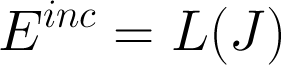 E^{inc} = L(J)